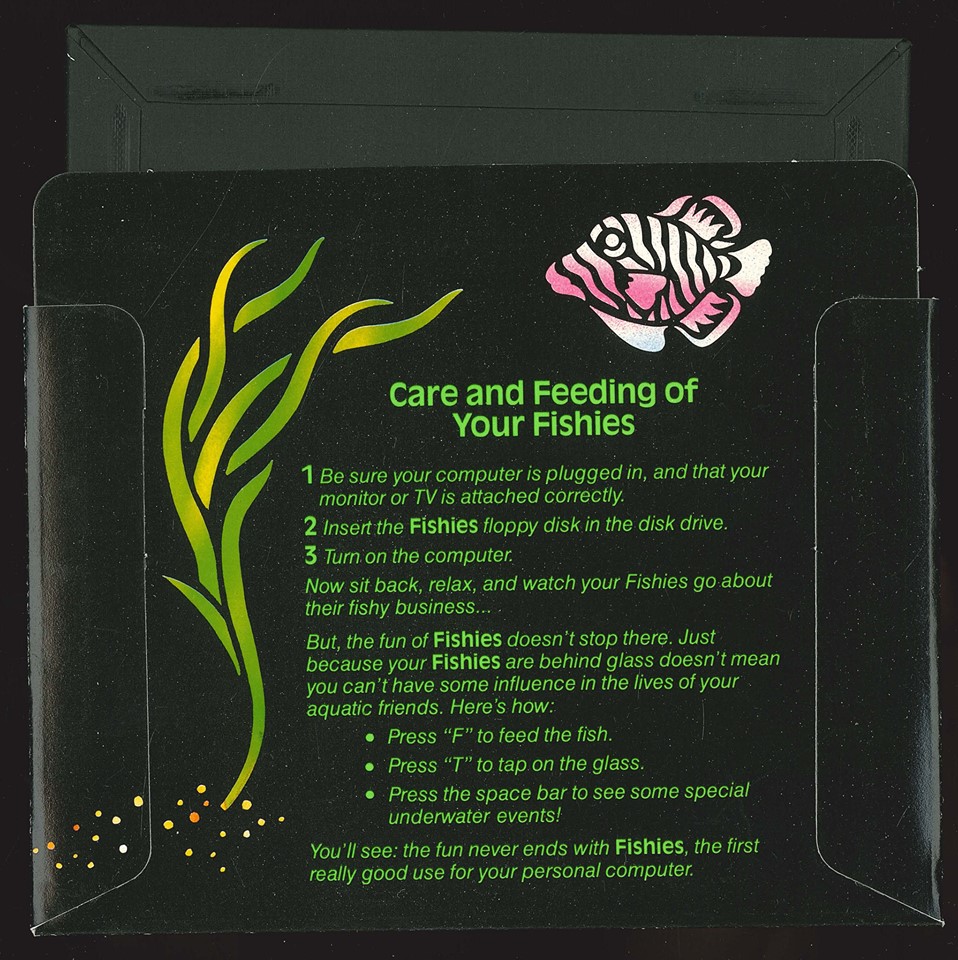 Care and Feeding of
Your Fishies
1 Be sure your computer is plugged in, and that your
monitor or TV is attached correctly.
2 Insert the Fishies floppy disk in the disk drive.
3 Turn on the computer.
Now sit back, relax, and watch your Fishies go about
their fishy business...
But, the fun of Fishies doesn't stop there. Just
because your Fishies are behind glass doesn't mean
you can't have some influence in the lives of your
aquatic friends. Here's how:
• Press “F” to feed the fish.
• Press “T” to tap on the glass.
• Press the space bar to see some special
underwater events!
You'll see: the fun never ends with Fishies, the first
really good use for your personal computer.